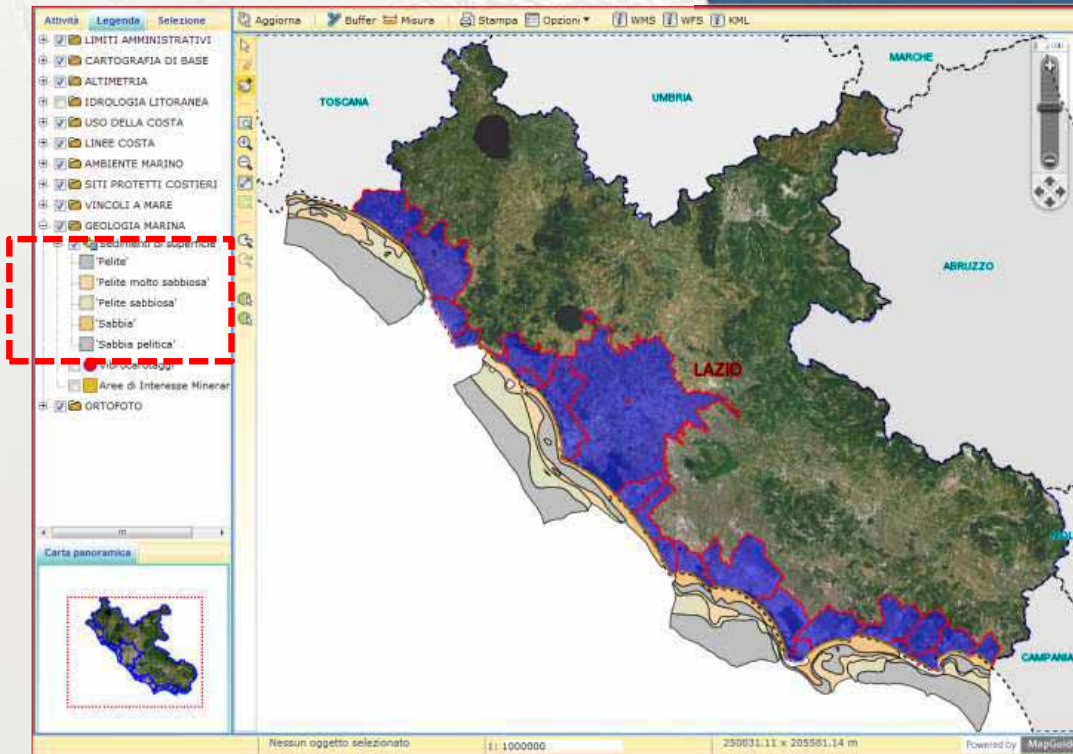 Attività Legenda Selezione
Aggiorna Buffer Misura Stampa Opzioni WMS WFS KML
LIMITI AMMINISTRATIVI
CARTOGRAFIA DI BASE
ALTIMETRIA
IDROLOGIA LITORANEA
USO DELLA COSTA
LINEE COSTA
AMBIENTE MARINO
SITI PROTETTI COSTIERI
VINCOLI A MARE
GEOLOGIA MARINA
Sedimenti di superficie
'Pelite'
'Pelite molto sabbiosa'
'Pelite sabbiosa'
'Sabbia'
'Sabbia pelitica'
Vibrocarotaggi
Aree di Interesse Minerar
ORTOFOTO
Carta panoramica
TOSCANA
UMBRIA
MARCHE
ABRUZZO
LAZIO
CAMPANIA
Nessun oggetto selezionato
1: 1000000
250031.11 x 205581.14 m
Powered by